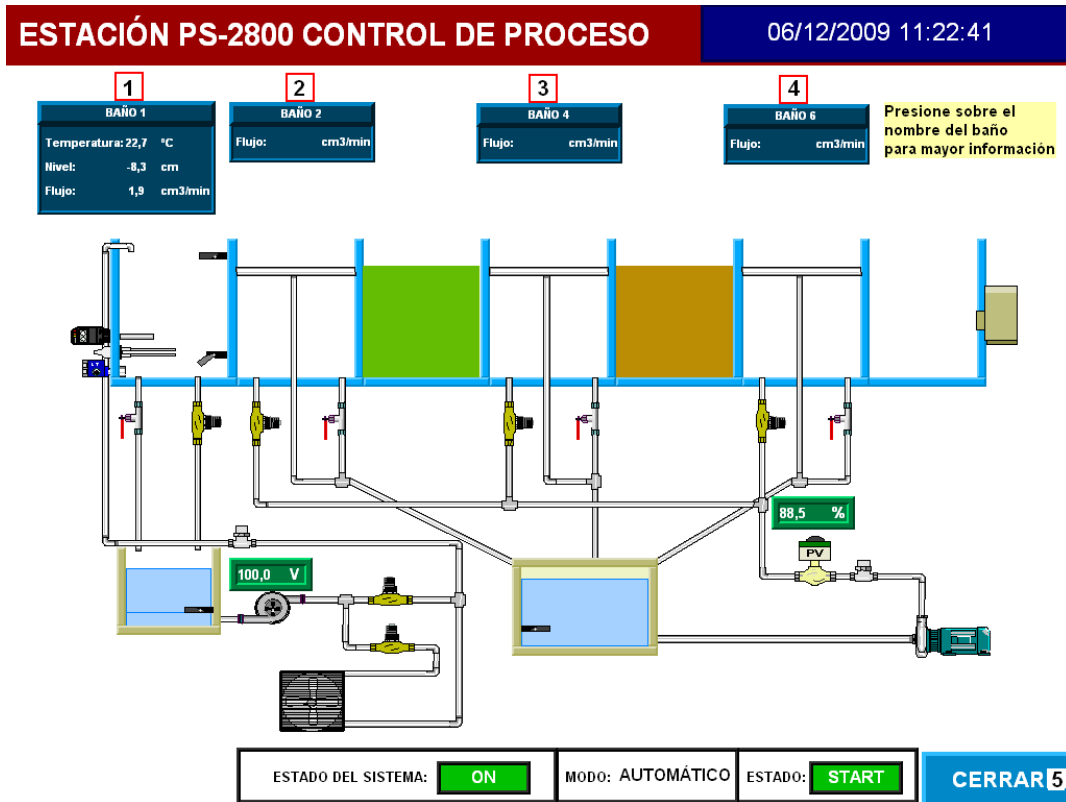 ESTACIÓN PS-2800 CONTROL DE PROCESO
06/12/2009 11:22:41
1
2
3
4
BAÑO 1
Temperatura: 22,7 °C
Nivel: -8,3 cm
Flujo: 1,9 cm3/min
BAÑO 2
Flujo: cm3/min
BAÑO 4
Flujo: cm3/min
BAÑO 6
Flujo: cm3/min
Presione sobre el
nombre del baño
para mayor información
LT
88,5 %
PV
100,0 V
ESTADO DEL SISTEMA: ON
MODO: AUTOMÁTICO
ESTADO: START
CERRAR 5